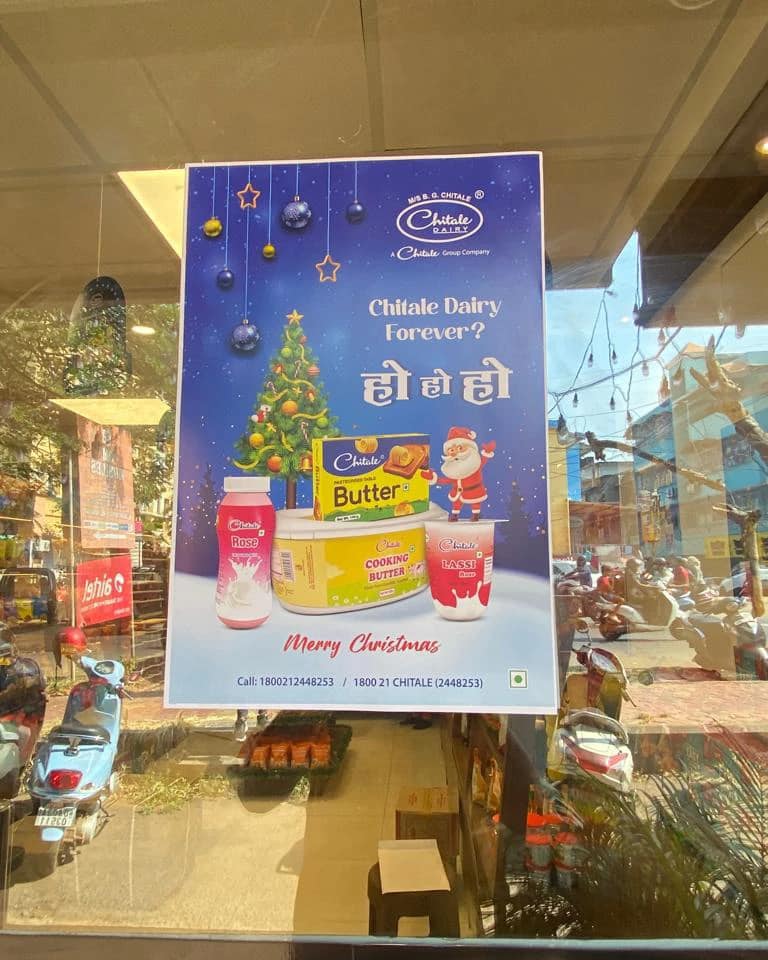 M/S B. G. CHITALE ®
Chitale
DAIRY
A Chitale Group Company
Chitale Dairy
Forever?
हो हो हो
Chitale
PASTEURISED TABLE
Butter
Chitale
Rose
Chitale
COOKING
BUTTER
Chitale
LASSI
Rose
Merry Christmas
Call: 1800212448253 / 1800 21 CHITALE (2448253)
airtel